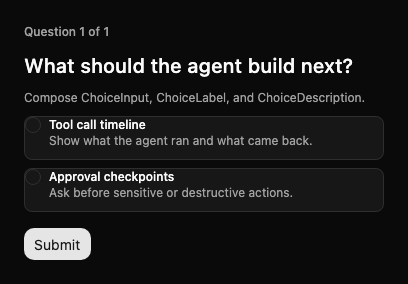 Question 1 of 1
What should the agent build next?
Compose ChoiceInput, ChoiceLabel, and ChoiceDescription.
Tool call timeline
Show what the agent ran and what came back.
Approval checkpoints
Ask before sensitive or destructive actions.
Submit